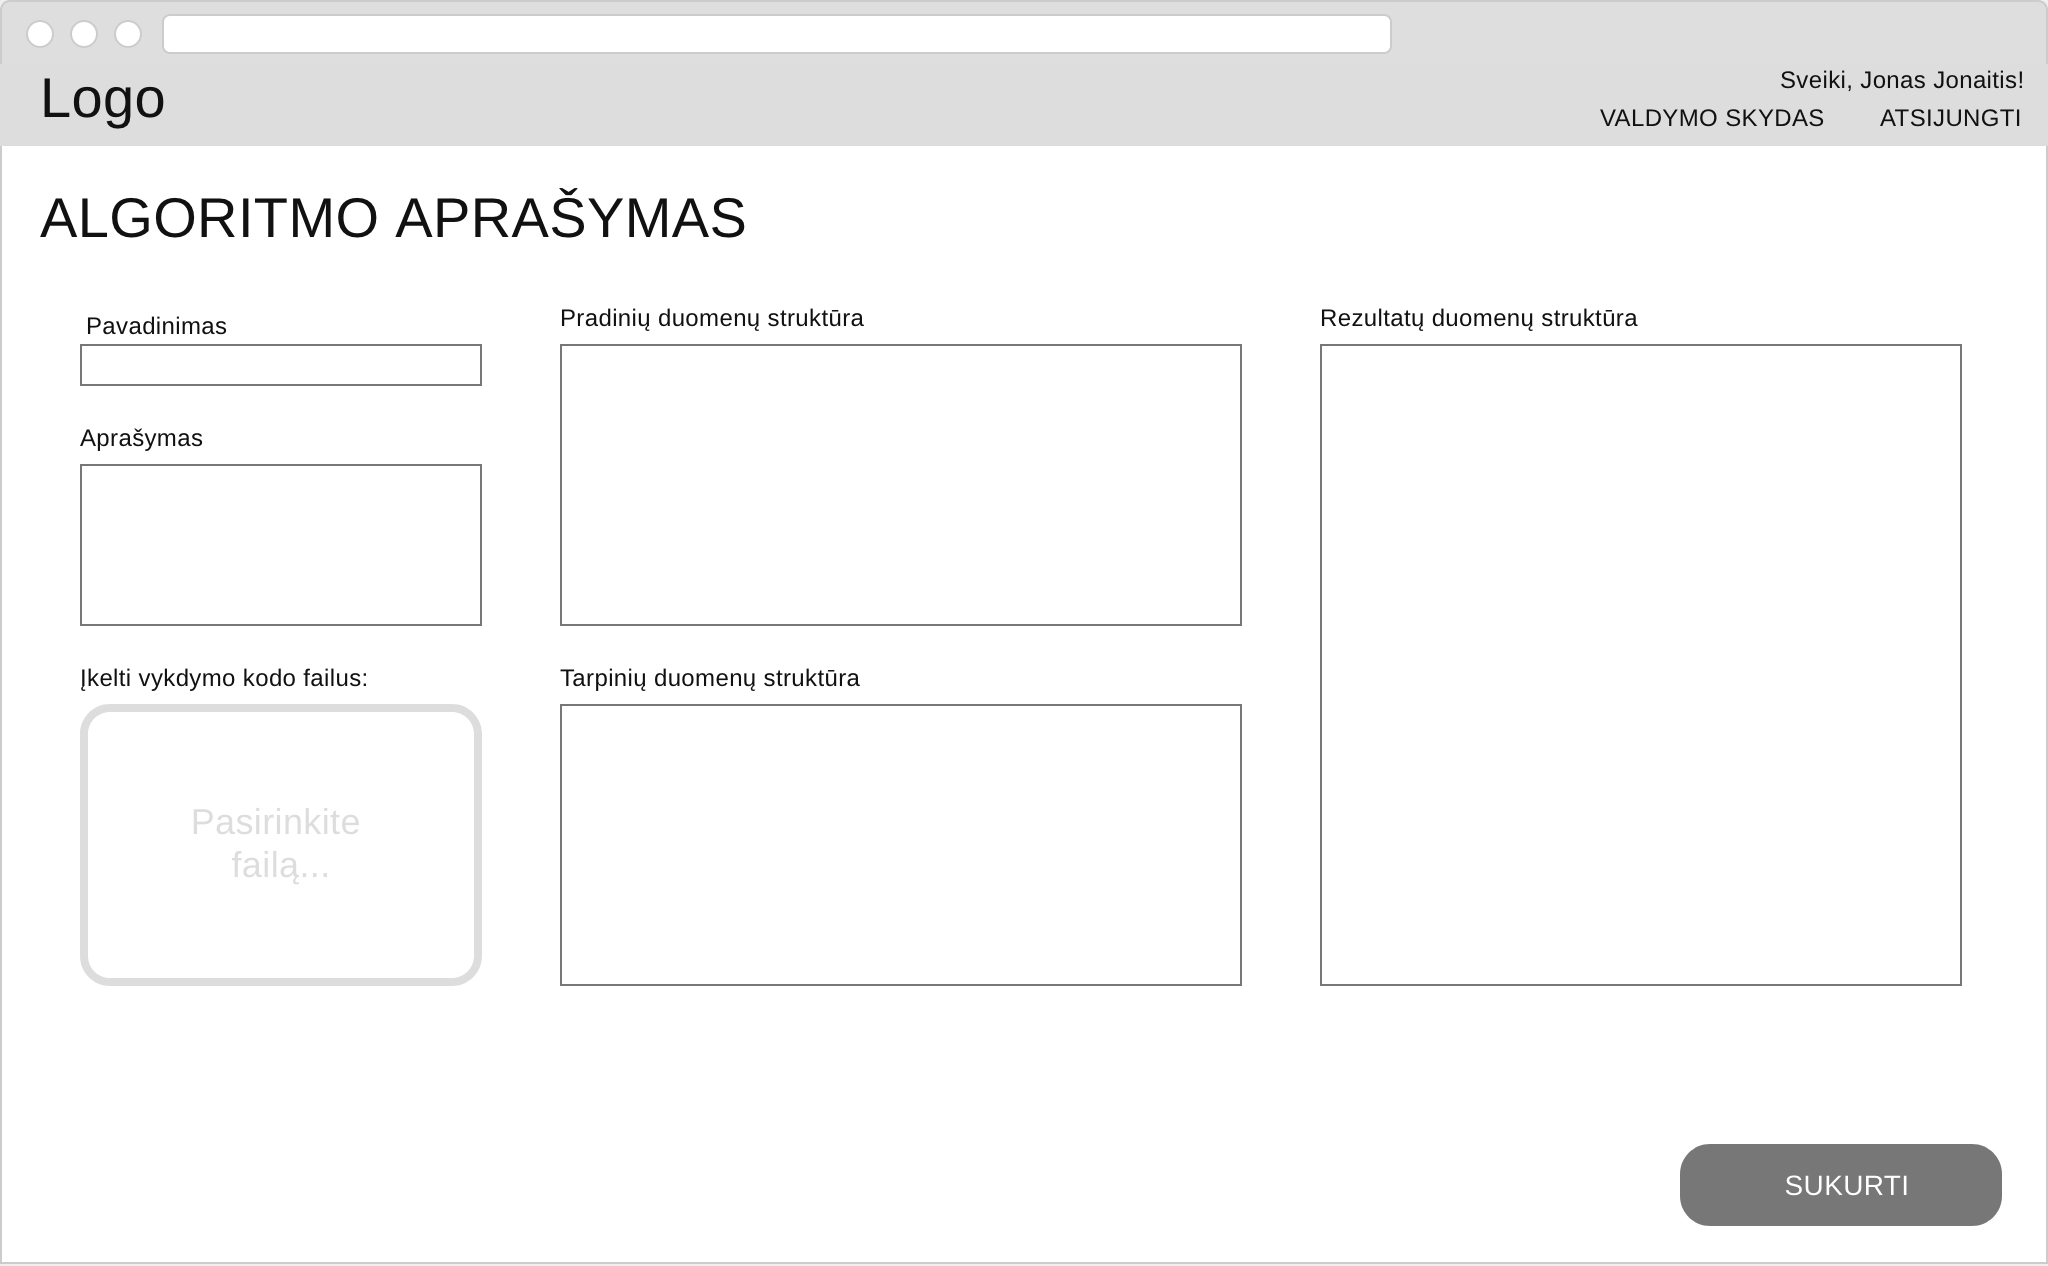 Logo
Sveiki, Jonas Jonaitis!
VALDYMO SKYDAS ATSIJUNGTI
ALGORITMO APRAŠYMAS
Pavadinimas
Aprašymas
Įkelti vykdymo kodo failus:
Pasirinkite
failą...
Pradinių duomenų struktūra
Tarpinių duomenų struktūra
Rezultatų duomenų struktūra
SUKURTI